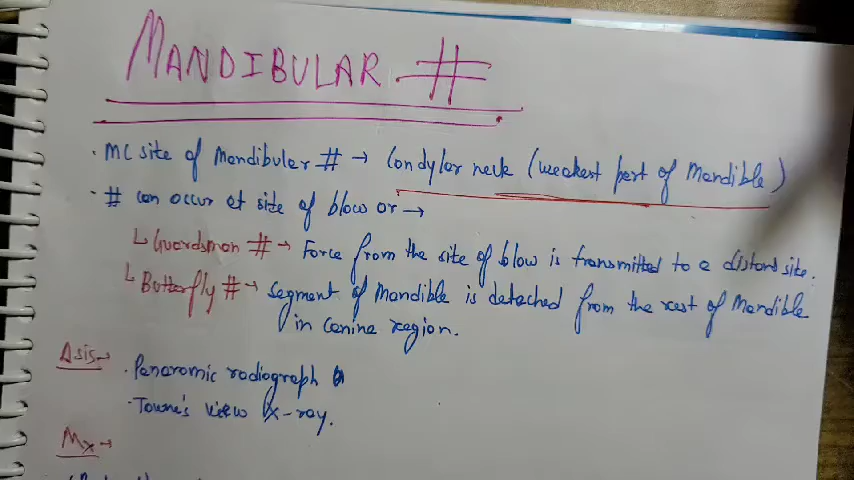 MANDIBULAR #
· MC site of Mandibular # → Condylar neck (weakest part of Mandible)
· # can occur at site of blow or →
↳ Guardsman # → Force from the site of blow is transmitted to a distant site.
↳ Butterfly # → Segment of Mandible is detached from the rest of Mandible
in canine region.
Δsis →
· Panaromic radiograph
· Towne's view X-ray.
Mx →